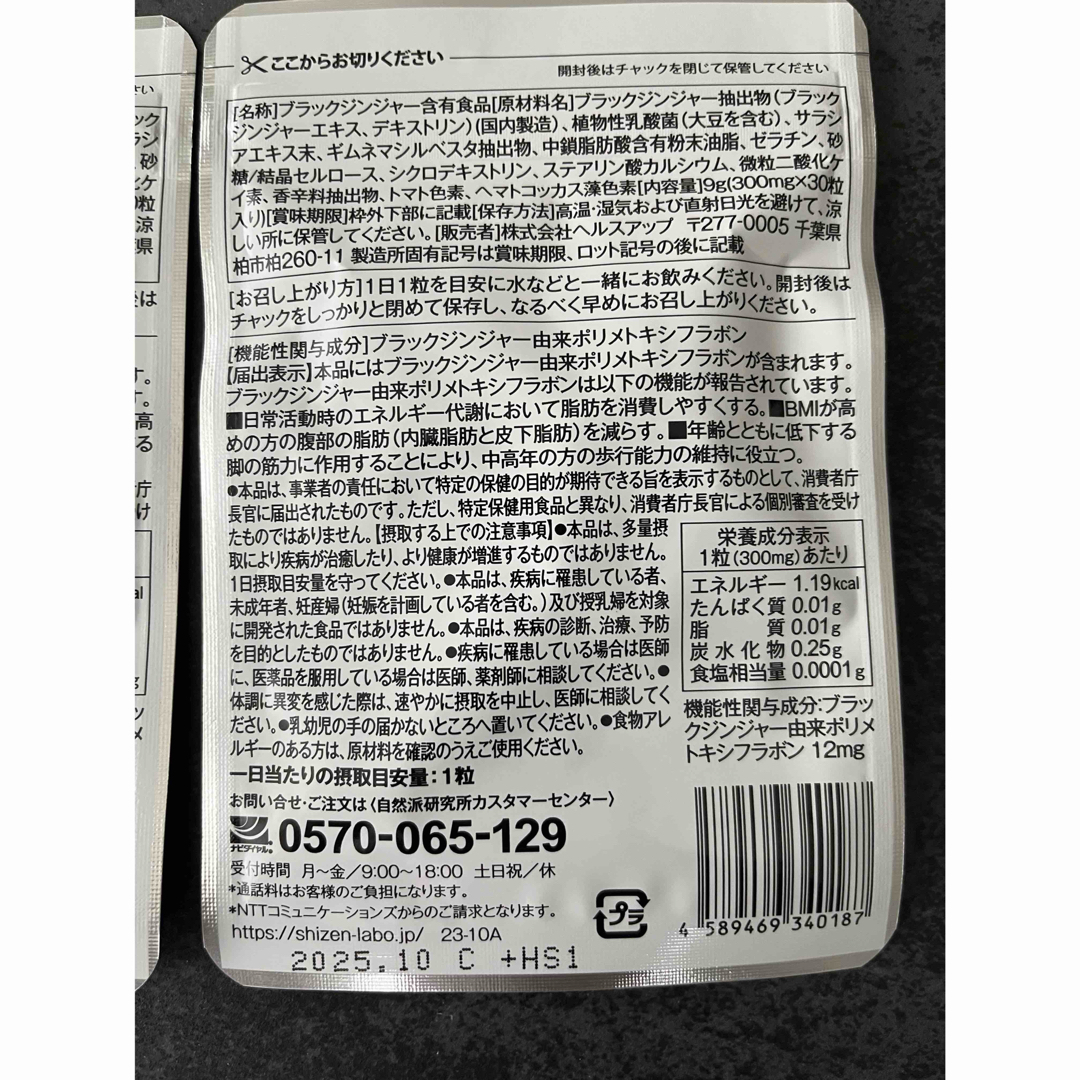 ここからお切りください
開封後はチャックを閉じて保管してください
[名称]ブラックジンジャー含有食品[原材料名]ブラックジンジャー抽出物(ブラック
ジンジャーエキス、デキストリン)(国内製造)、植物性乳酸菌(大豆を含む)、サラシ
アエキス末、ギムネマシルベスタ抽出物、中鎖脂肪酸含有粉末油脂、ゼラチン、砂
糖/結晶セルロース、シクロデキストリン、ステアリン酸カルシウム、微粒二酸化ケ
イ素、香辛料抽出物、トマト色素、ヘマトコッカス藻色素[内容量]9g(300mg×30粒
入り)[賞味期限]枠外下部に記載[保存方法]高温・湿気および直射日光を避けて、涼
しい所に保管してください。[販売者]株式会社ヘルスアップ 〒277-0005 千葉県
柏市柏260-11 製造所固有記号は賞味期限、ロット記号の後に記載
[お召し上がり方]1日1粒を目安に水などと一緒にお飲みください。開封後は
チャックをしっかりと閉めて保存し、なるべく早めにお召し上がりください。
[機能性関与成分]ブラックジンジャー由来ポリメトキシフラボン
【届出表示】本品にはブラックジンジャー由来ポリメトキシフラボンが含まれます。
ブラックジンジャー由来ポリメトキシフラボンは以下の機能が報告されています。
■日常活動時のエネルギー代謝において脂肪を消費しやすくする。■BMIが高
めの方の腹部の脂肪(内臓脂肪と皮下脂肪)を減らす。■年齢とともに低下する
脚の筋力に作用することにより、中高年の方の歩行能力の維持に役立つ。
●本品は、事業者の責任において特定の保健の目的が期待できる旨を表示するものとして、消費者庁
長官に届出されたものです。ただし、特定保健用食品と異なり、消費者庁長官による個別審査を受け
たものではありません。【摂取する上での注意事項】●本品は、多量摂
取により疾病が治癒したり、より健康が増進するものではありません。
1日摂取目安量を守ってください。●本品は、疾病に罹患している者、
未成年者、妊産婦(妊娠を計画している者を含む。)及び授乳婦を対象
に開発された食品ではありません。●本品は、疾病の診断、治療、予防
を目的としたものではありません。●疾病に罹患している場合は医師
に、医薬品を服用している場合は医師、薬剤師に相談してください。●
体調に異変を感じた際は、速やかに摂取を中止し、医師に相談してく
ださい。●乳幼児の手の届かないところへ置いてください。●食物アレ
ルギーのある方は、原材料を確認のうえご使用ください。
一日当たりの摂取目安量:1粒
栄養成分表示
1粒(300mg)あたり
エネルギー 1.19kcal
たんぱく質 0.01g
脂 質 0.01g
炭水化物 0.25g
食塩相当量 0.0001g
機能性関与成分:ブラッ
クジンジャー由来ポリメ
トキシフラボン 12mg
お問い合せ・ご注文は〈自然派研究所カスタマーセンター〉
ナビダイヤル® 0570-065-129
受付時間 月〜金/9:00〜18:00 土日祝/休
*通話料はお客様のご負担になります。
*NTTコミュニケーションズからのご請求となります。
https://shizen-labo.jp/ 23-10A
プラ
4 589469 340187
2025.10 C +HS1